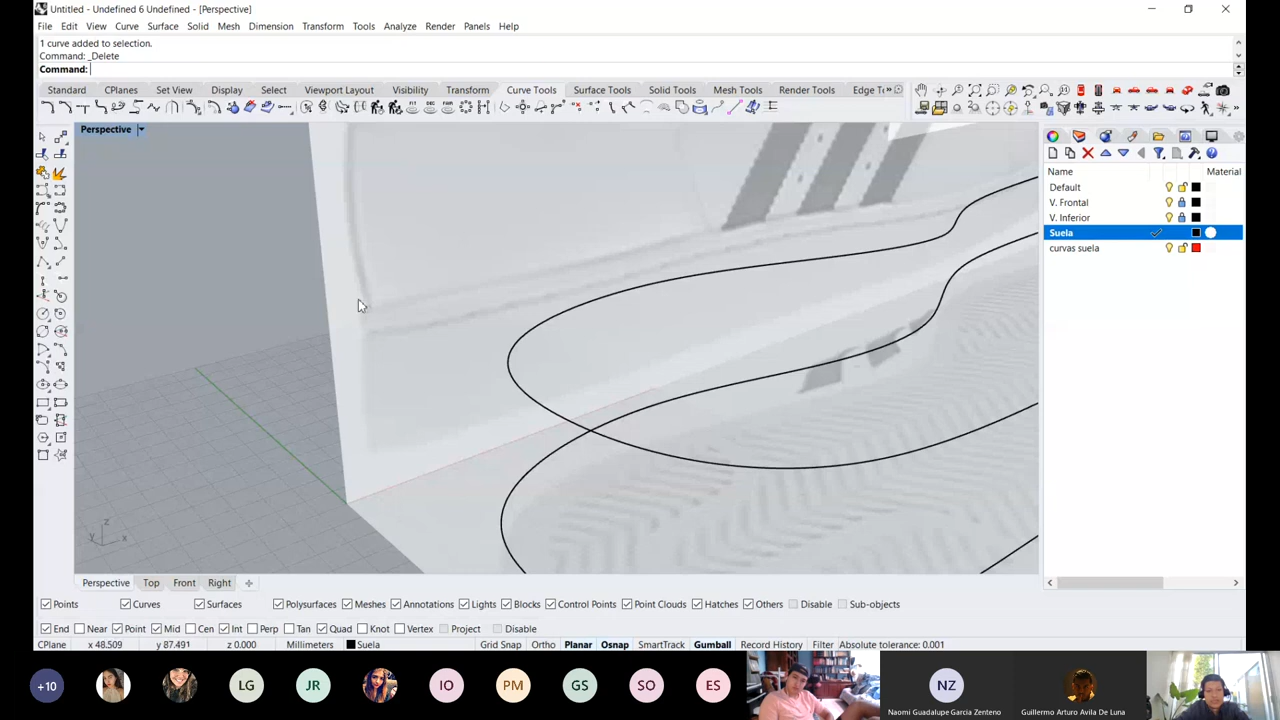 Untitled - Undefined 6 Undefined - [Perspective]
File Edit View Curve Surface Solid Mesh Dimension Transform Tools Analyze Render Panels Help
1 curve added to selection.
Command: _Delete
Command:
Standard CPlanes Set View Display Select Viewport Layout Visibility Transform Curve Tools Surface Tools Solid Tools Mesh Tools Render Tools Edge T
Perspective
Name Material
Default
V. Frontal
V. Inferior
Suela
curvas suela
z
y x
Perspective Top Front Right
Points Curves Surfaces Polysurfaces Meshes Annotations Lights Blocks Control Points Point Clouds Hatches Others Disable Sub-objects
End Near Point Mid Cen Int Perp Tan Quad Knot Vertex Project Disable
CPlane x 48.509 y 87.491 z 0.000 Millimeters Suela Grid Snap Ortho Planar Osnap SmartTrack Gumball Record History Filter Absolute tolerance: 0.001
+10 LG JR IO PM GS SO ES NZ
Naomi Guadalupe Garcia Zenteno Guillermo Arturo Avila De Luna